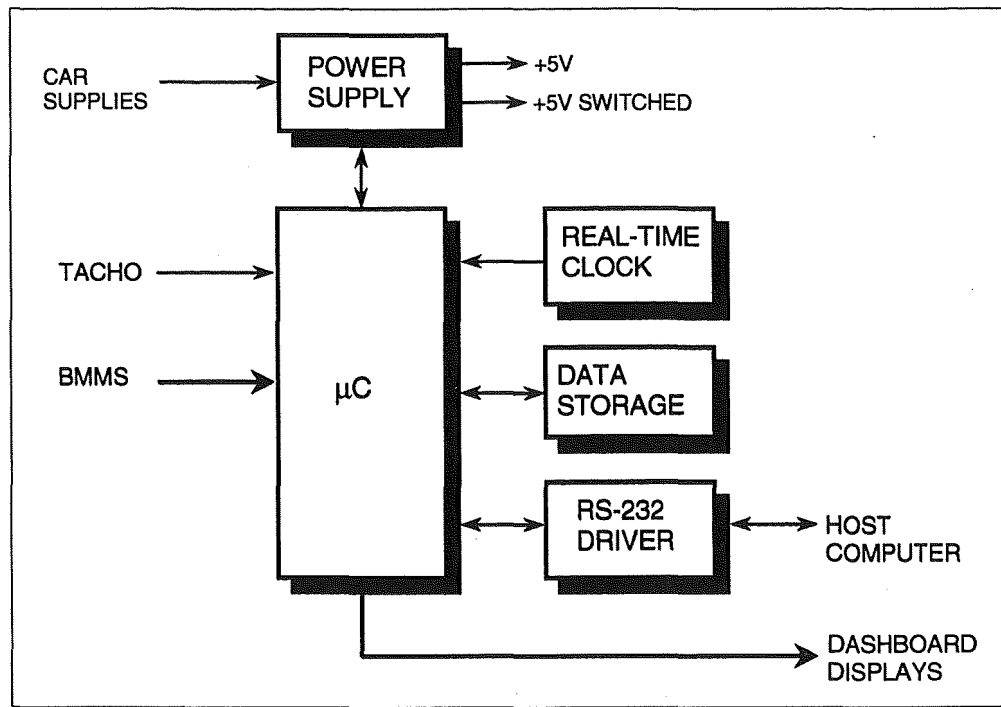 POWER
SUPPLY
CAR
SUPPLIES
+5V
+5V SWITCHED
TACHO
BMMS
μC
REAL-TIME
CLOCK
DATA
STORAGE
RS-232
DRIVER
HOST
COMPUTER
DASHBOARD
DISPLAYS